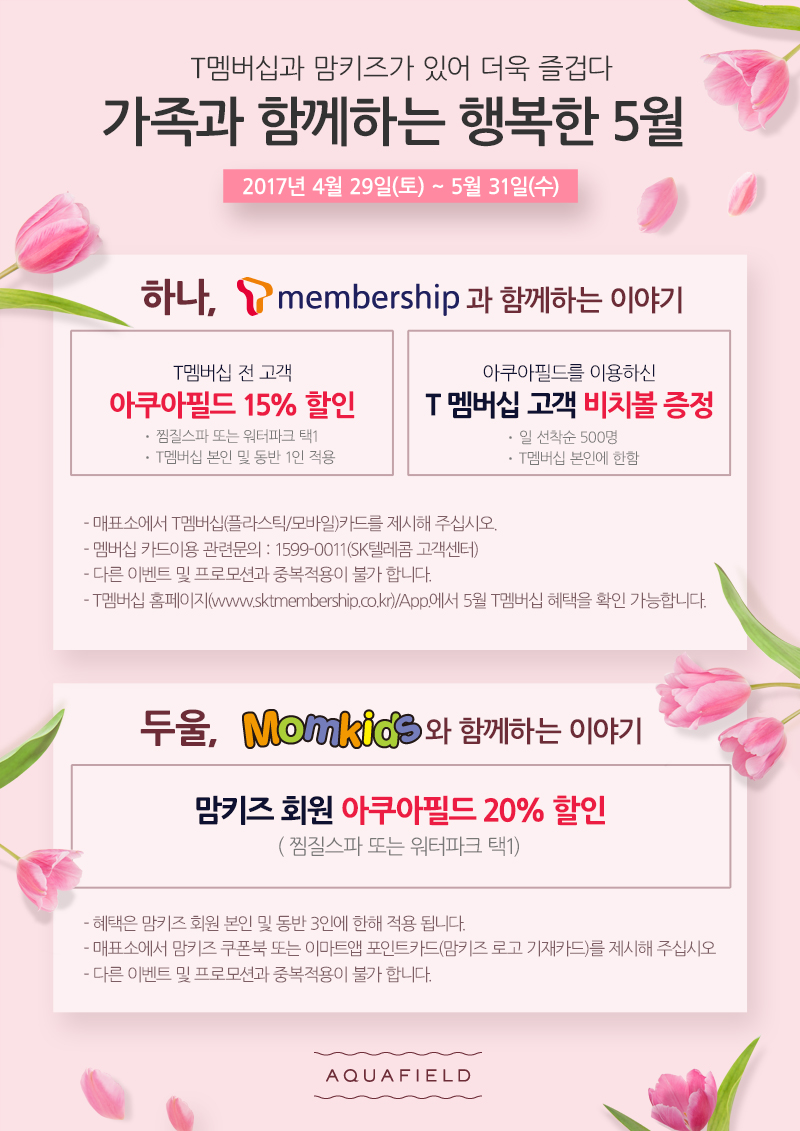 T멤버십과 맘키즈가 있어 더욱 즐겁다
가족과 함께하는 행복한 5월
2017년 4월 29일(토) ~ 5월 31일(수)
하나, T membership 과 함께하는 이야기
T멤버십 전 고객
아쿠아필드 15% 할인
· 찜질스파 또는 워터파크 택1
· T멤버십 본인 및 동반 1인 적용
아쿠아필드를 이용하신
T 멤버십 고객 비치볼 증정
· 일 선착순 500명
· T멤버십 본인에 한함
- 매표소에서 T멤버십(플라스틱/모바일)카드를 제시해 주십시오.
- 멤버십 카드이용 관련문의 : 1599-0011(SK텔레콤 고객센터)
- 다른 이벤트 및 프로모션과 중복적용이 불가 합니다.
- T멤버십 홈페이지(www.sktmembership.co.kr)/App.에서 5월 T멤버십 혜택을 확인 가능합니다.
두울, Momkids와 함께하는 이야기
맘키즈 회원 아쿠아필드 20% 할인
( 찜질스파 또는 워터파크 택1)
- 혜택은 맘키즈 회원 본인 및 동반 3인에 한해 적용 됩니다.
- 매표소에서 맘키즈 쿠폰북 또는 이마트앱 포인트카드(맘키즈 로고 기재카드)를 제시해 주십시오
- 다른 이벤트 및 프로모션과 중복적용이 불가 합니다.
AQUAFIELD